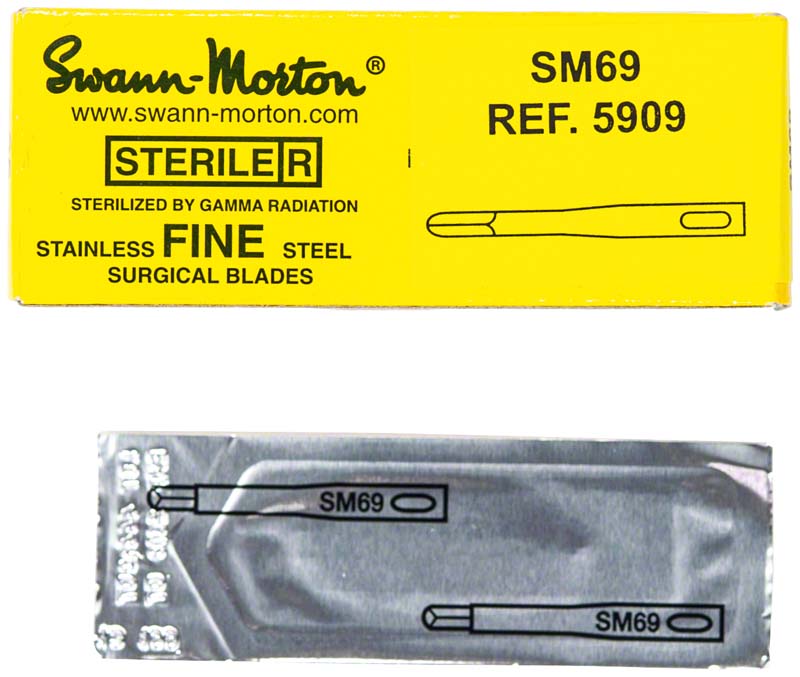 Swann-Morton®
www.swann-morton.com
STERILE R
STERILIZED BY GAMMA RADIATION
STAINLESS FINE STEEL
SURGICAL BLADES
SM69
REF. 5909
SM69
SM69